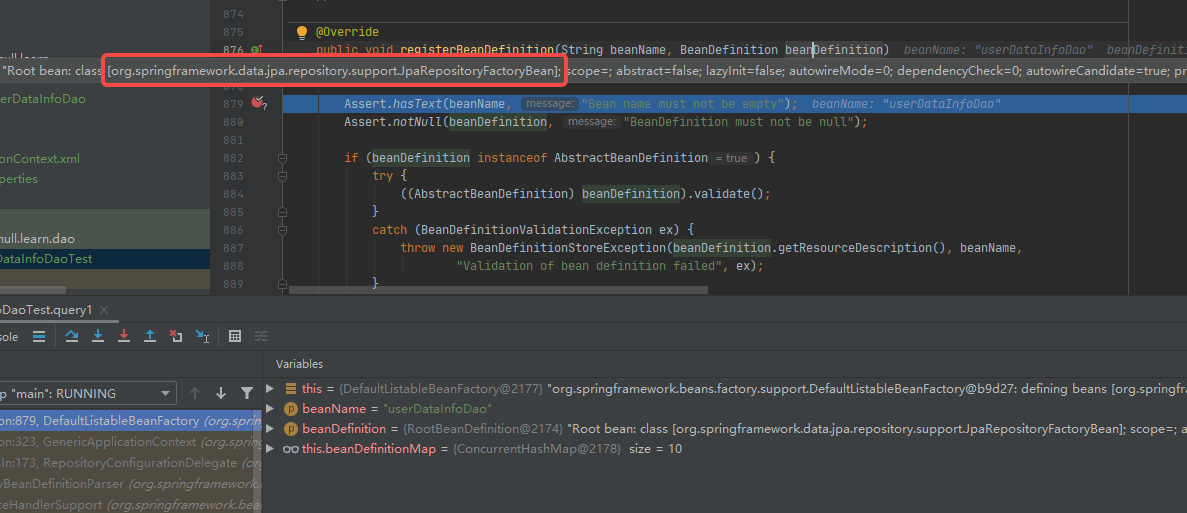 874
875 @Override
876 public void registerBeanDefinition(String beanName, BeanDefinition beanDefinition) beanName: "userDataInfoDao" beanDefiniti
"Root bean: class [org.springframework.data.jpa.repository.support.JpaRepositoryFactoryBean]; scope=; abstract=false; lazyInit=false; autowireMode=0; dependencyCheck=0; autowireCandidate=true; pr
879 Assert.hasText(beanName, message: "Bean name must not be empty"); beanName: "userDataInfoDao"
880 Assert.notNull(beanDefinition, message: "BeanDefinition must not be null");
881
882 if (beanDefinition instanceof AbstractBeanDefinition = true ) {
883 try {
884 ((AbstractBeanDefinition) beanDefinition).validate();
885 }
886 catch (BeanDefinitionValidationException ex) {
887 throw new BeanDefinitionStoreException(beanDefinition.getResourceDescription(), beanName,
888 "Validation of bean definition failed", ex);
889 }
null.learn
serDataInfoDao
onContext.xml
operties
null.learn.dao
DataInfoDaoTest
oDaoTest.query1
sole
Variables
p "main": RUNNING
on:879, DefaultListableBeanFactory (org.spring
on:323, GenericApplicationContext (org.springf
sIn:173, RepositoryConfigurationDelegate (org
yBeanDefinitionParser (org.springframework
ceHandlerSupport (org.springframework.bea
this = {DefaultListableBeanFactory@2177} "org.springframework.beans.factory.support.DefaultListableBeanFactory@b9d27: defining beans [org.springfr
beanName = "userDataInfoDao"
beanDefinition = {RootBeanDefinition@2174} "Root bean: class [org.springframework.data.jpa.repository.support.JpaRepositoryFactoryBean]; scope=; a
this.beanDefinitionMap = {ConcurrentHashMap@2178} size = 10